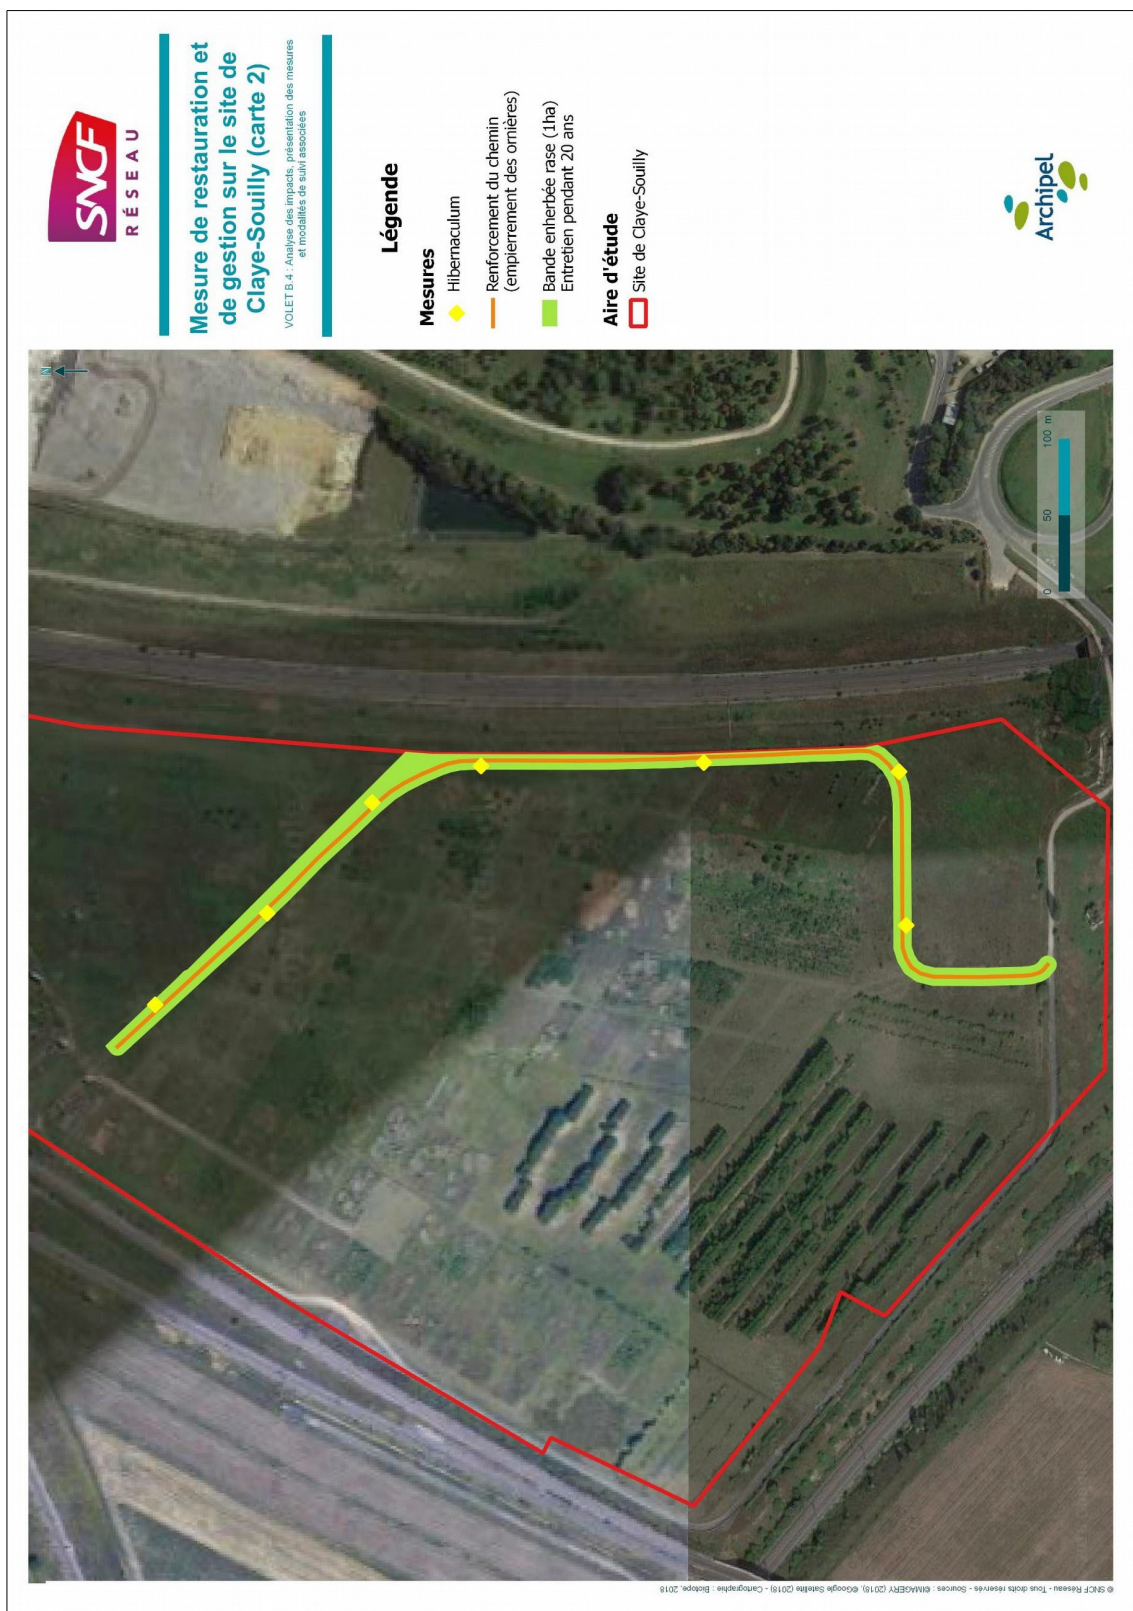 SNCF
RÉSEAU
Mesure de restauration et
de gestion sur le site de
Claye-Souilly (carte 2)
VOLET B.4 : Analyse des impacts, présentation des mesures
et modalités de suivi associées
Légende
Mesures
Hibernaculum
Renforcement du chemin
(empierrement des ornières)
Bande enherbée rase (1ha)
Entretien pendant 20 ans
Aire d'étude
Site de Claye-Souilly
Archipel
N
0 50 100 m
© SNCF Réseau - Tous droits réservés - Sources : ©IMAGERY (2018), ©Google Satellite (2018) - Cartographie : Biotope, 2018